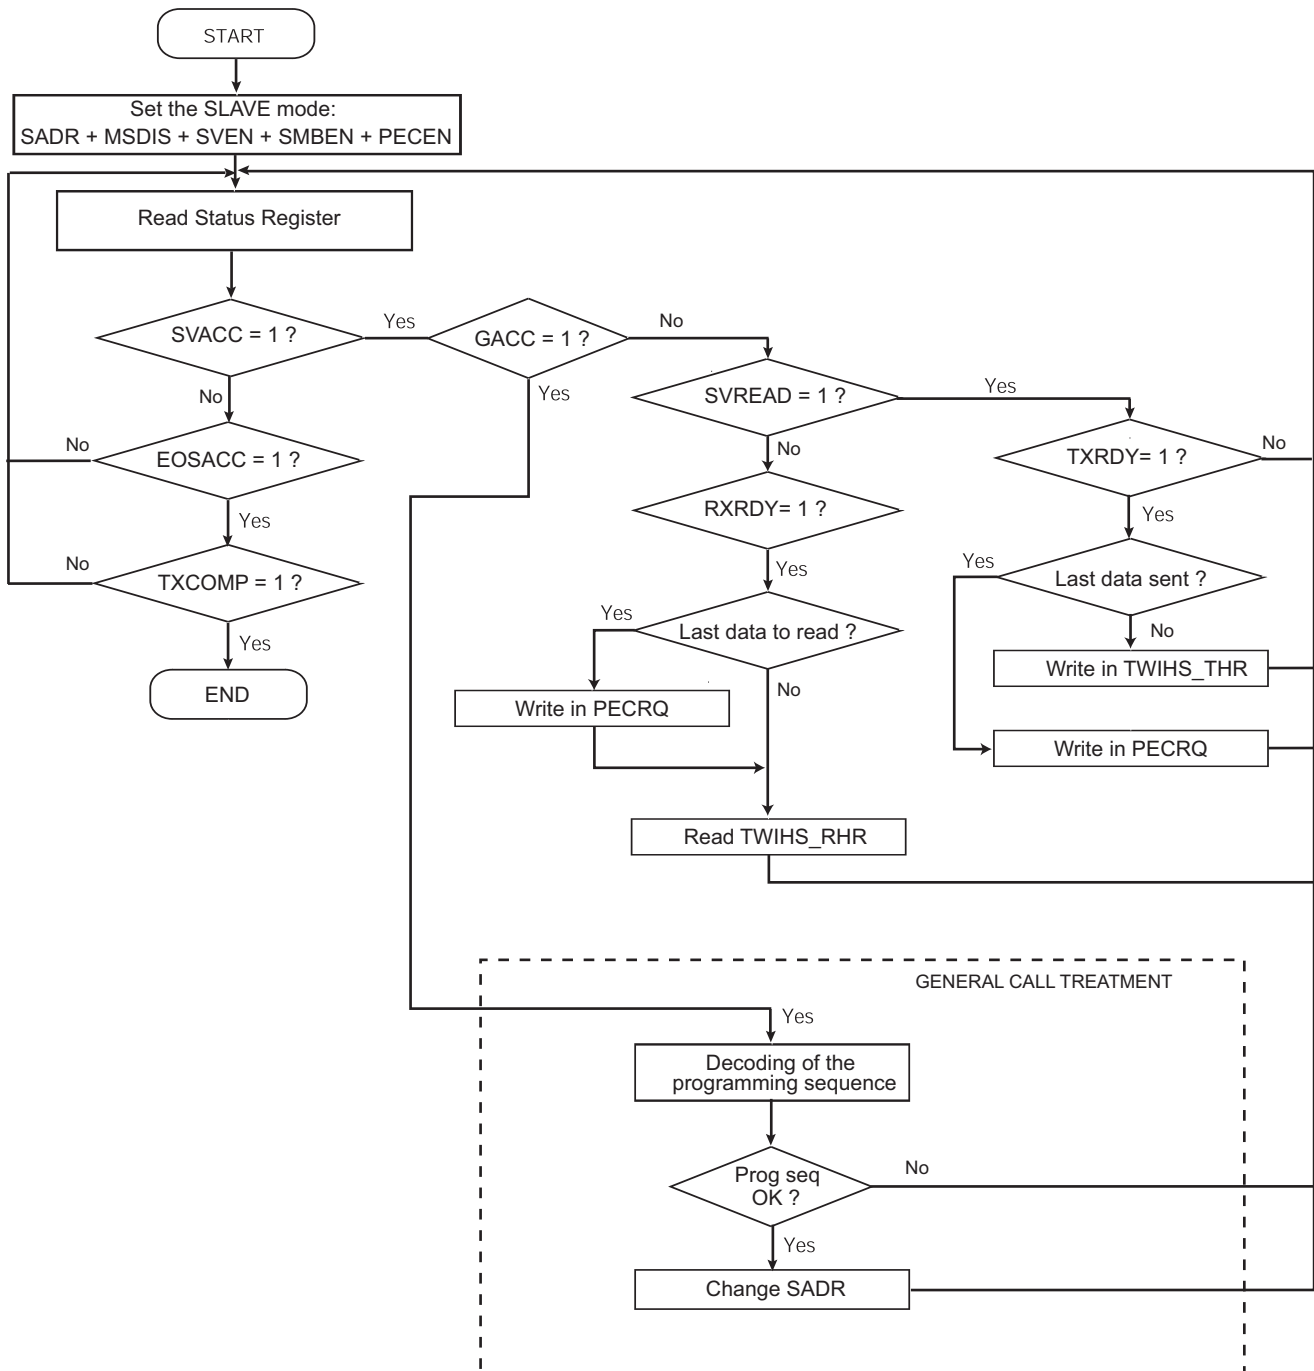 START
Set the SLAVE mode:
SADR + MSDIS + SVEN + SMBEN + PECEN
Read Status Register
SVACC = 1 ?
Yes
GACC = 1 ?
No
No
Yes
SVREAD = 1 ?
Yes
No
EOSACC = 1 ?
No
TXRDY= 1 ?
No
RXRDY= 1 ?
Yes
Yes
No
TXCOMP = 1 ?
Yes
Yes
Last data sent ?
Yes
Yes
Last data to read ?
No
END
No
Write in TWIHS_THR
Write in PECRQ
Write in PECRQ
Read TWIHS_RHR
GENERAL CALL TREATMENT
Yes
Decoding of the
programming sequence
Prog seq
OK ?
No
Yes
Change SADR